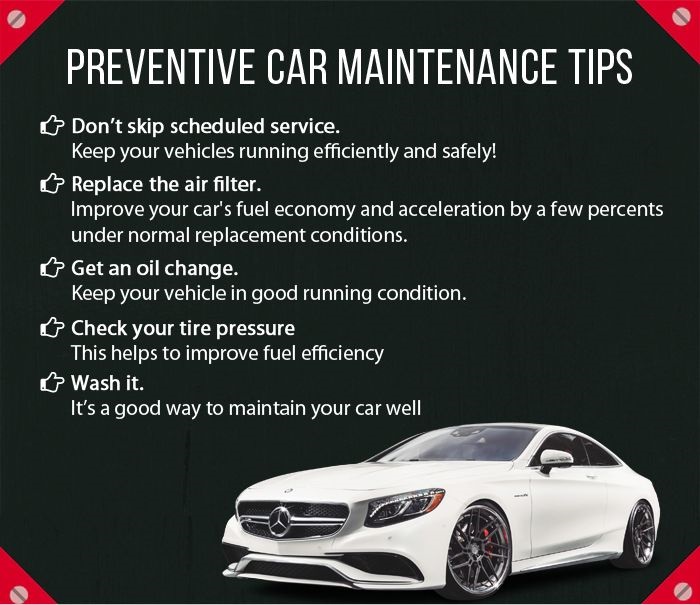 PREVENTIVE CAR MAINTENANCE TIPS
Don’t skip scheduled service.
Keep your vehicles running efficiently and safely!
Replace the air filter.
Improve your car's fuel economy and acceleration by a few percents
under normal replacement conditions.
Get an oil change.
Keep your vehicle in good running condition.
Check your tire pressure
This helps to improve fuel efficiency
Wash it.
It’s a good way to maintain your car well